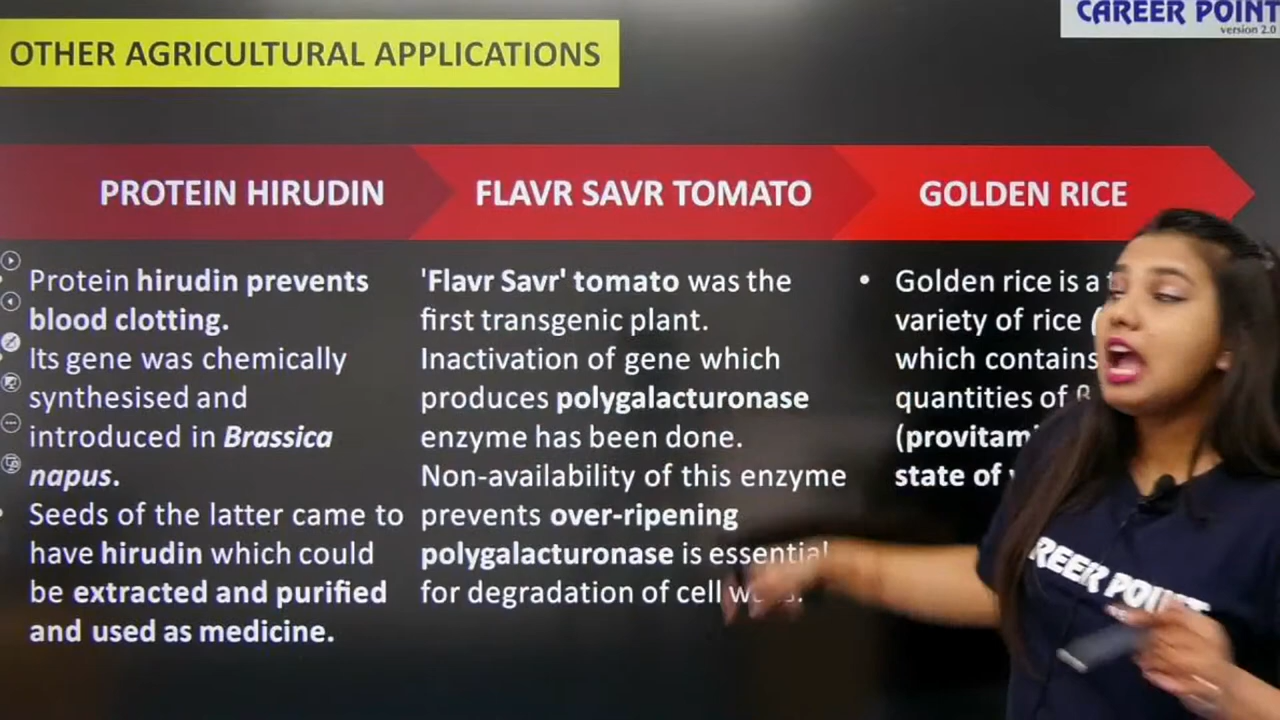 CAREER POINT
version 2.0
OTHER AGRICULTURAL APPLICATIONS
PROTEIN HIRUDIN
FLAVR SAVR TOMATO
GOLDEN RICE
Protein hirudin prevents
blood clotting.
Its gene was chemically
synthesised and
introduced in Brassica
napus.
Seeds of the latter came to
have hirudin which could
be extracted and purified
and used as medicine.
'Flavr Savr' tomato was the
first transgenic plant.
Inactivation of gene which
produces polygalacturonase
enzyme has been done.
Non-availability of this enzyme
prevents over-ripening
polygalacturonase is essential
for degradation of cell
• Golden rice is a
variety of rice (
which contains
quantities of β
(provitam
state of
REER POINT